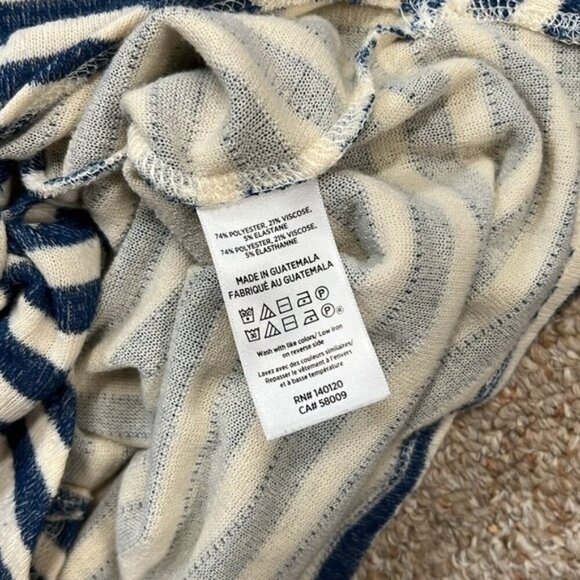 74% POLYESTER, 21% VISCOSE,
5% ELASTANE
74% POLYESTER, 21% VISCOSE,
5% ELASTHANNE
MADE IN GUATEMALA
FABRIQUÉ AU GUATEMALA
P
P
Wash with like colors/ Low iron
on reverse side
Lavez avec des couleurs similaires/
Repasser le vêtement à l'envers
et à basse température
RN# 140120
CA# 58009